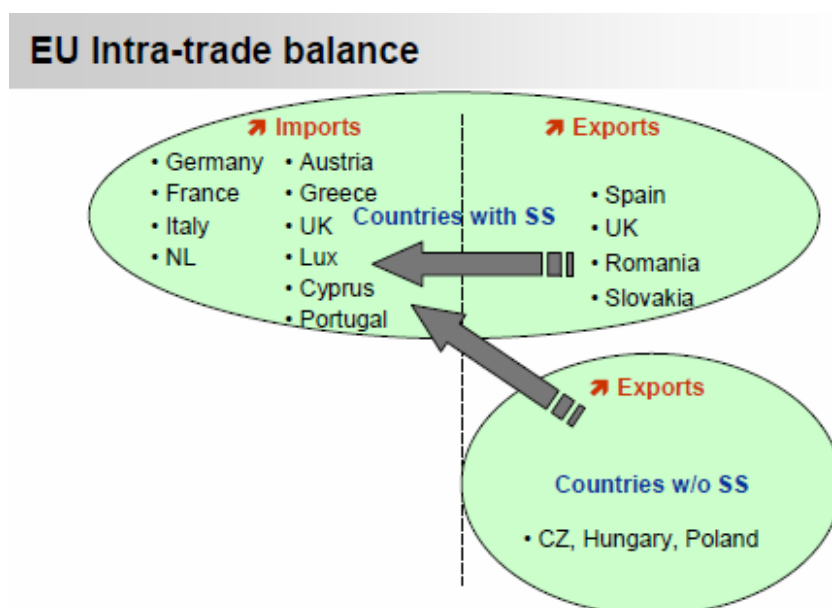 EU Intra-trade balance
↗ Imports
• Germany
• France
• Italy
• NL
• Austria
• Greece
• UK
• Lux
• Cyprus
• Portugal
Countries with SS
↗ Exports
• Spain
• UK
• Romania
• Slovakia
↗ Exports
Countries w/o SS
• CZ, Hungary, Poland